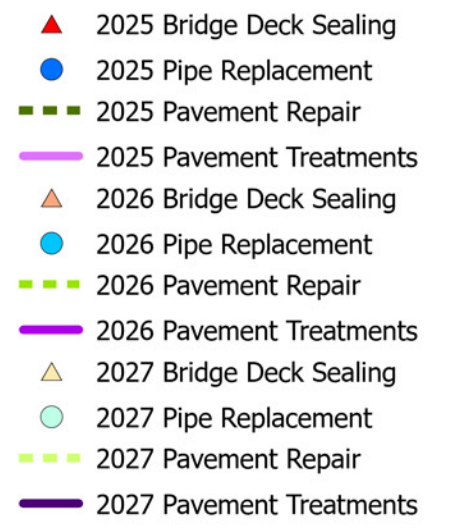 2025 Bridge Deck Sealing
2025 Pipe Replacement
2025 Pavement Repair
2025 Pavement Treatments
2026 Bridge Deck Sealing
2026 Pipe Replacement
2026 Pavement Repair
2026 Pavement Treatments
2027 Bridge Deck Sealing
2027 Pipe Replacement
2027 Pavement Repair
2027 Pavement Treatments